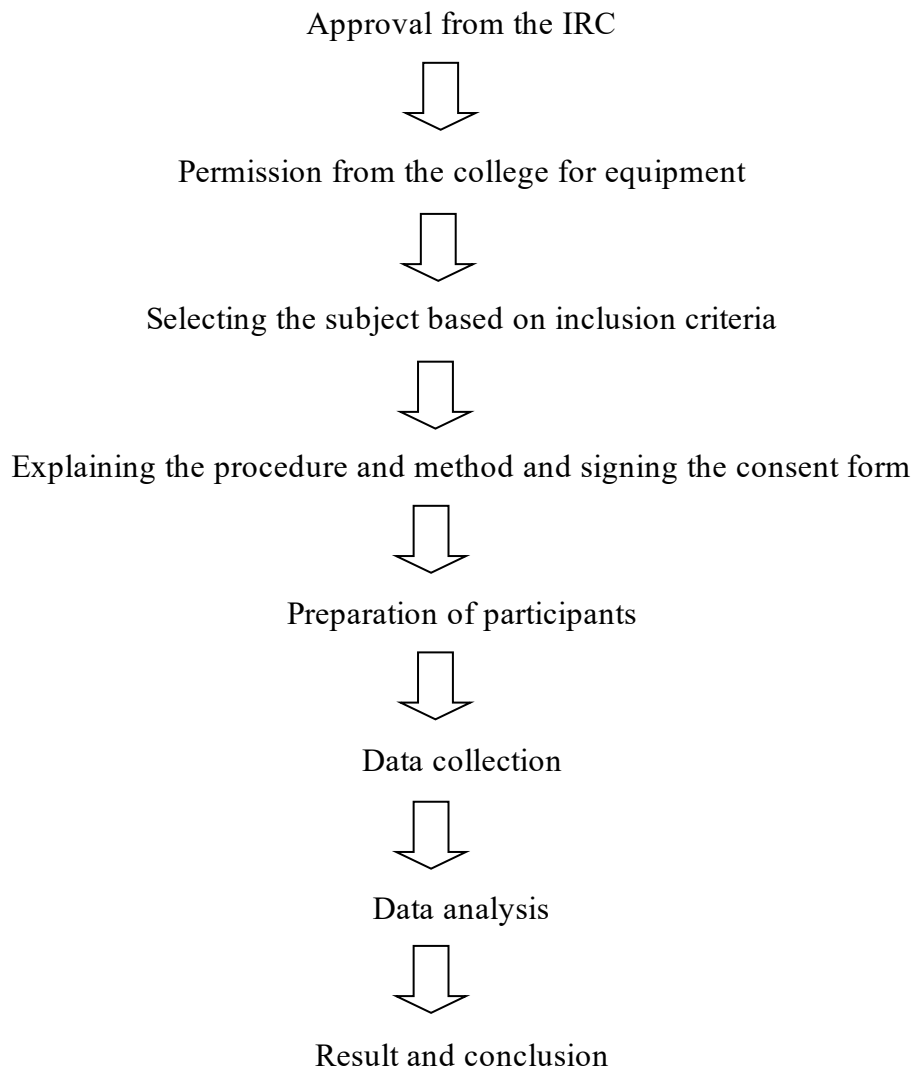 Approval from the IRC
Permission from the college for equipment
Selecting the subject based on inclusion criteria
Explaining the procedure and method and signing the consent form
Preparation of participants
Data collection
Data analysis
Result and conclusion